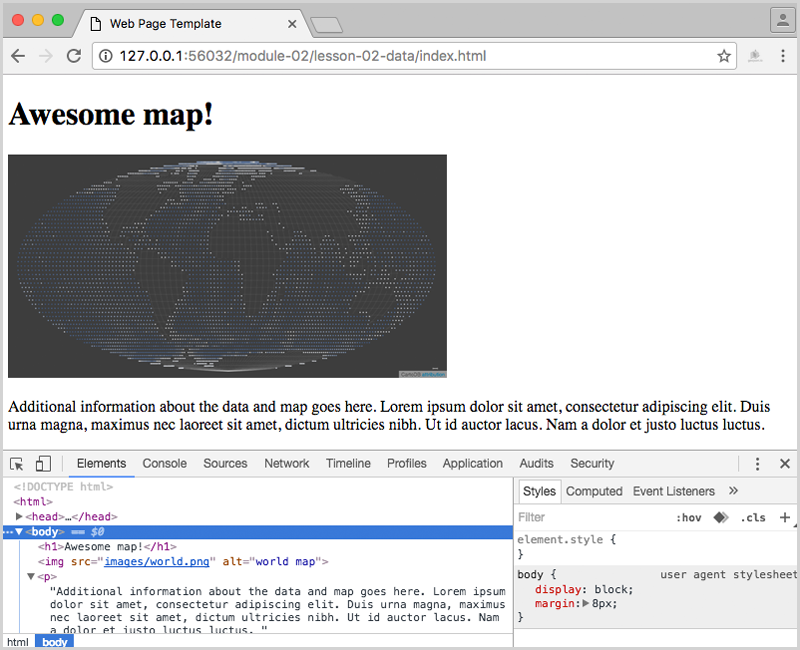 Web Page Template
127.0.0.1:56032/module-02/lesson-02-data/index.html
Awesome map!
CartoDB attribution
Additional information about the data and map goes here. Lorem ipsum dolor sit amet, consectetur adipiscing elit. Duis
urna magna, maximus nec laoreet sit amet, dictum ultricies nibh. Ut id auctor lacus. Nam a dolor et justo luctus luctus.
Elements Console Sources Network Timeline Profiles Application Audits Security
<!DOCTYPE html>
<html>
▶<head>…</head>
…▼<body> == $0
<h1>Awesome map!</h1>
<img src="images/world.png" alt="world map">
▼<p>
"Additional information about the data and map goes here. Lorem ipsum
dolor sit amet, consectetur adipiscing elit. Duis urna magna, maximus
nec laoreet sit amet, dictum ultricies nibh. Ut id auctor lacus. Nam
a dolor et justo luctus luctus. "
html body
Styles Computed Event Listeners »
Filter :hov .cls +
element.style {
}
body { user agent stylesheet
display: block;
margin:▶8px;
}